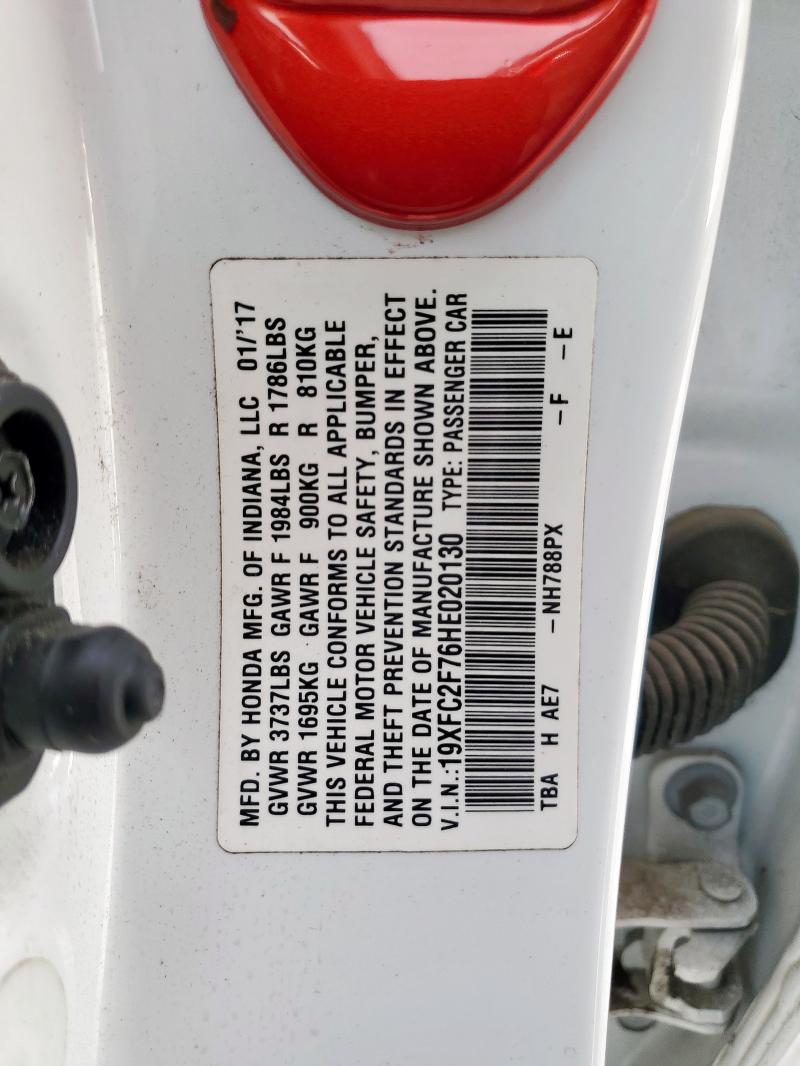 MFD. BY HONDA MFG. OF INDIANA, LLC 01/'17
GVWR 3737LBS GAWR F 1984LBS R 1786LBS
GVWR 1695KG GAWR F 900KG R 810KG
THIS VEHICLE CONFORMS TO ALL APPLICABLE
FEDERAL MOTOR VEHICLE SAFETY, BUMPER,
AND THEFT PREVENTION STANDARDS IN EFFECT
ON THE DATE OF MANUFACTURE SHOWN ABOVE.
V.I.N.:19XFC2F76HE020130 TYPE: PASSENGER CAR
TBA H AE7 –NH788PX –F –E